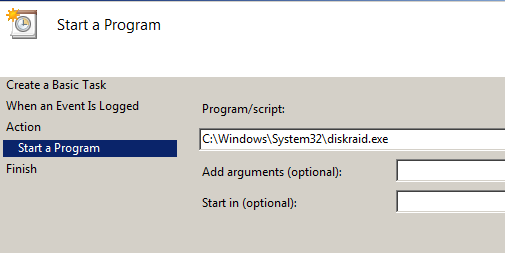 Start a Program
Create a Basic Task
When an Event Is Logged
Action
Start a Program
Finish
Program/script:
C:\Windows\System32\diskraid.exe
Add arguments (optional):
Start in (optional):